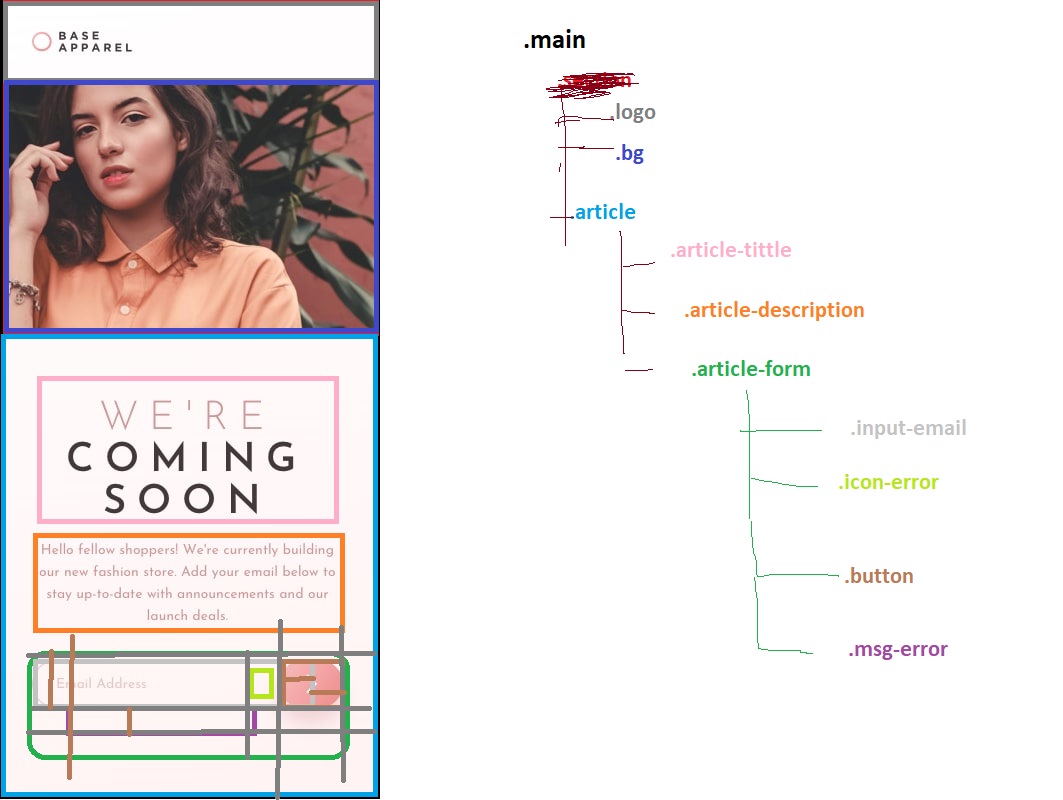 BASE
APPAREL
WE'RE
COMING
SOON
Hello fellow shoppers! We're currently building
our new fashion store. Add your email below to
stay up-to-date with announcements and our
launch deals.
Email Address
.main
.logo
.bg
.article
.article-tittle
.article-description
.article-form
.input-email
.icon-error
.button
.msg-error